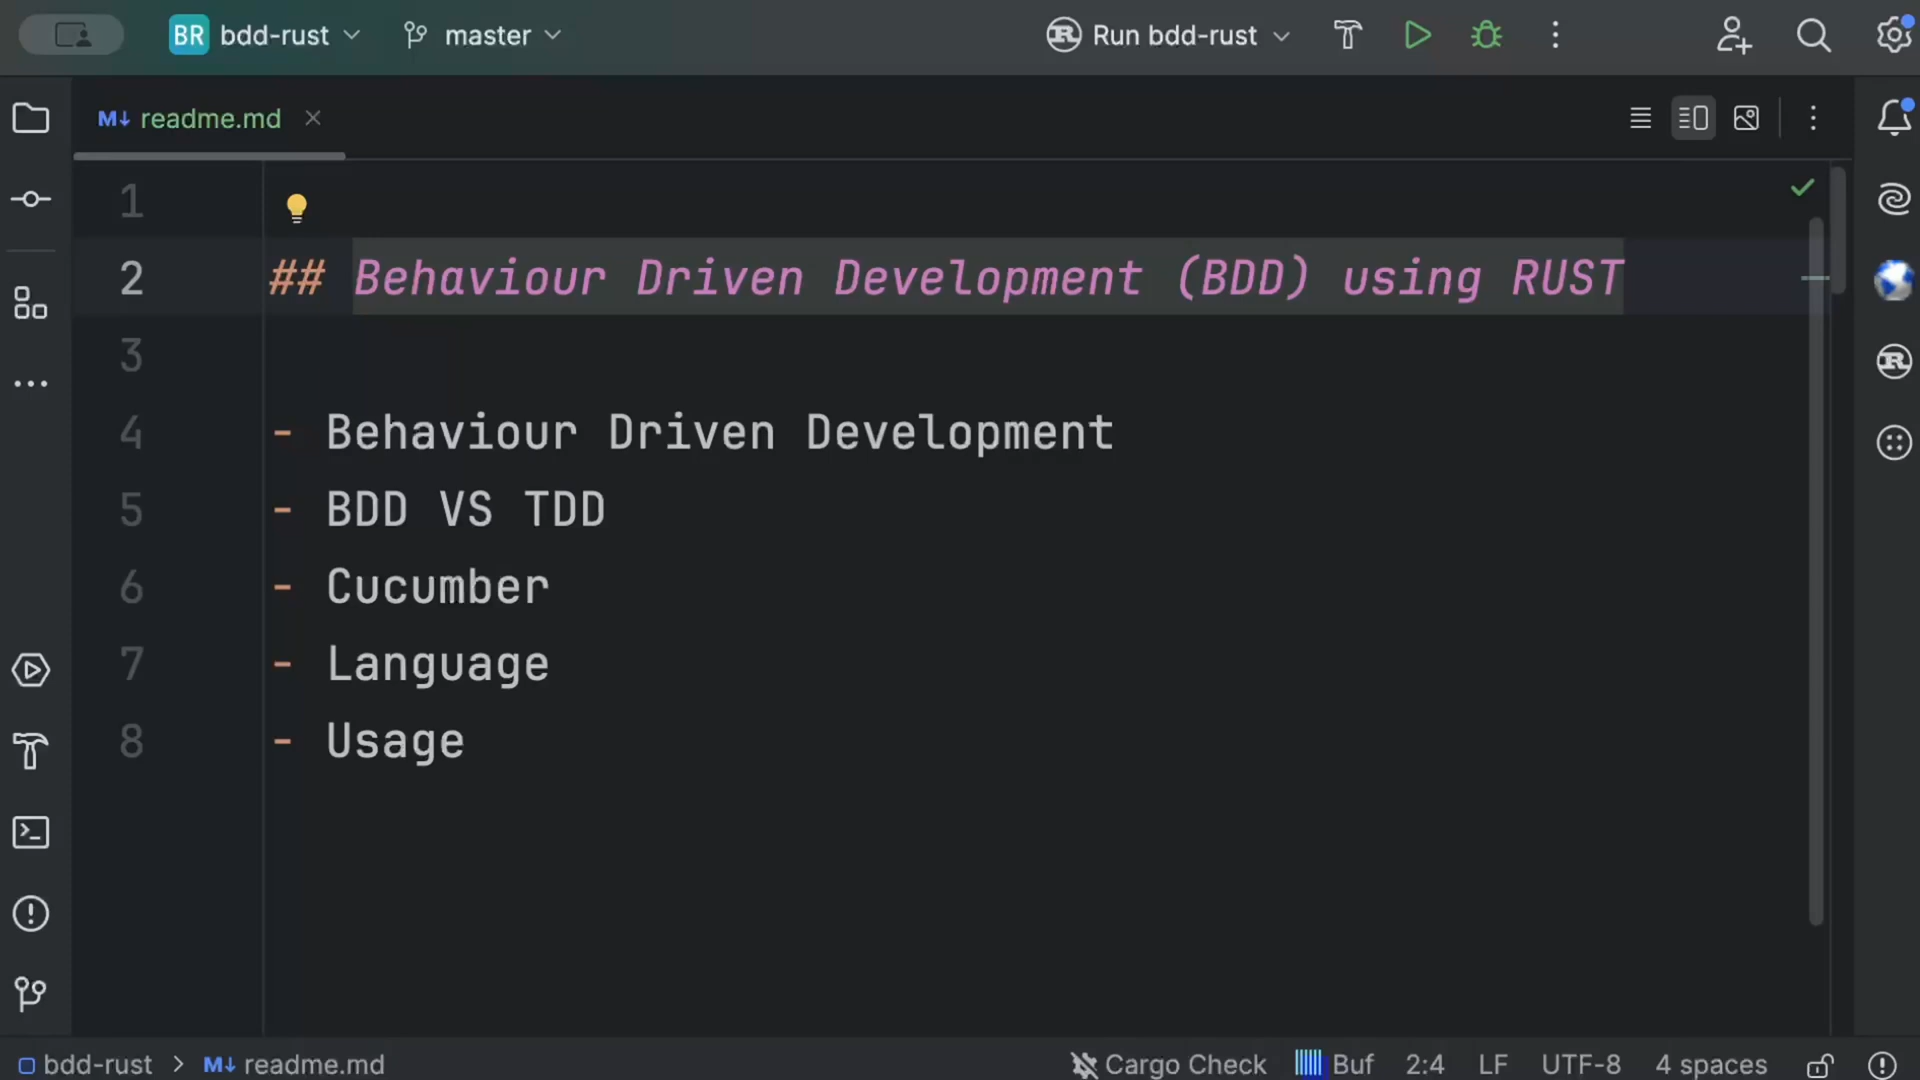 BR bdd-rust master Run bdd-rust
M↓ readme.md
1
2 ## Behaviour Driven Development (BDD) using RUST
3
4 - Behaviour Driven Development
5 - BDD VS TDD
6 - Cucumber
7 - Language
8 - Usage
bdd-rust > M↓ readme.md Cargo Check Buf 2:4 LF UTF-8 4 spaces